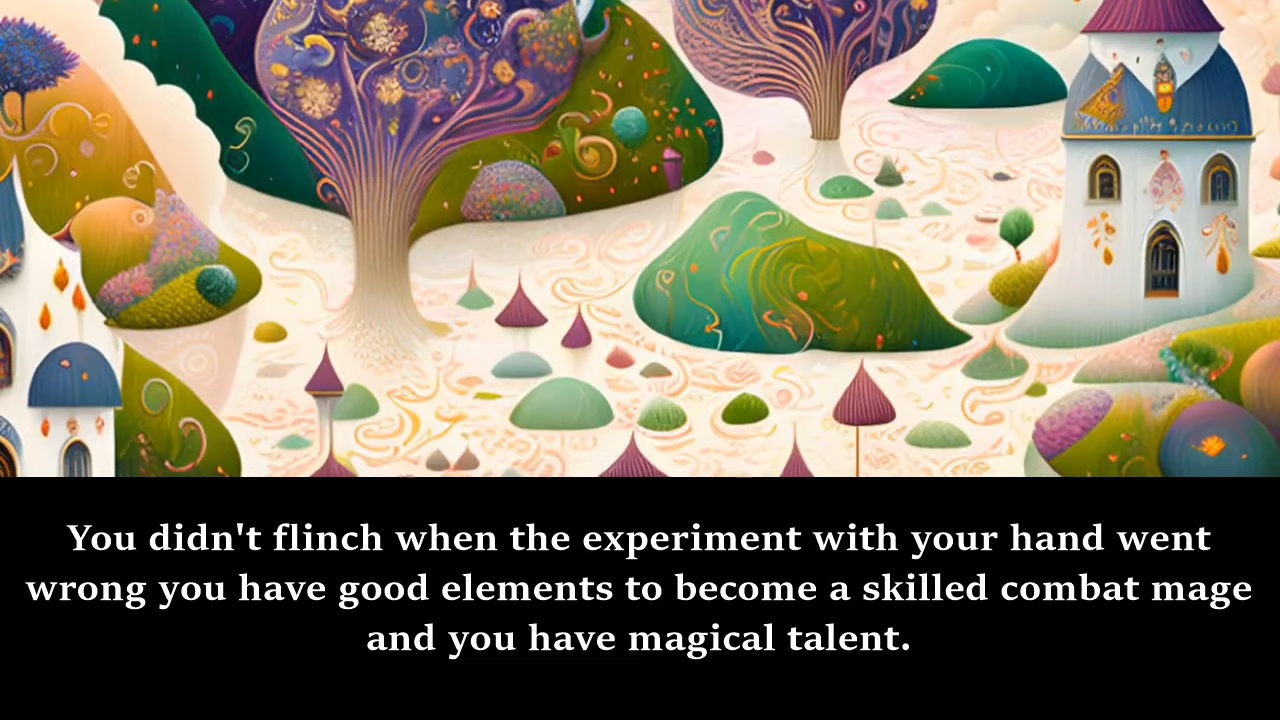 You didn't flinch when the experiment with your hand went
wrong you have good elements to become a skilled combat mage
and you have magical talent.